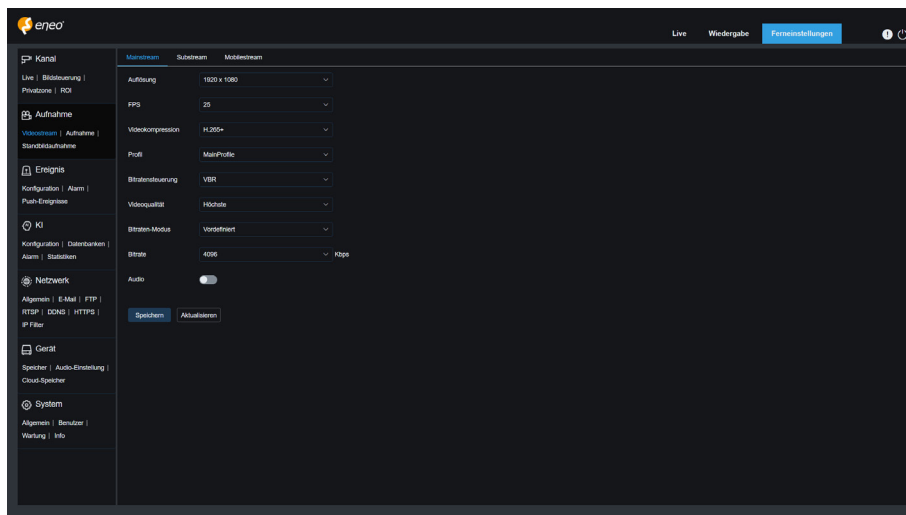 eneo
Live Wiedergabe Ferneinstellungen
Kanal
Live | Bildsteuerung |
Privatzone | ROI
Aufnahme
Videostream | Aufnahme |
Standbildaufnahme
Ereignis
Konfiguration | Alarm |
Push-Ereignisse
KI
Konfiguration | Datenbanken |
Alarm | Statistiken
Netzwerk
Allgemein | E-Mail | FTP |
RTSP | DDNS | HTTPS |
IP Filter
Gerät
Speicher | Audio-Einstellung |
Cloud-Speicher
System
Allgemein | Benutzer |
Wartung | Info
Mainstream Substream Mobilestream
Auflösung 1920 x 1080
FPS 25
Videokompression H.265+
Profil MainProfile
Bitratensteuerung VBR
Videoqualität Höchste
Bitraten-Modus Vordefiniert
Bitrate 4096 Kbps
Audio
Speichern Aktualisieren